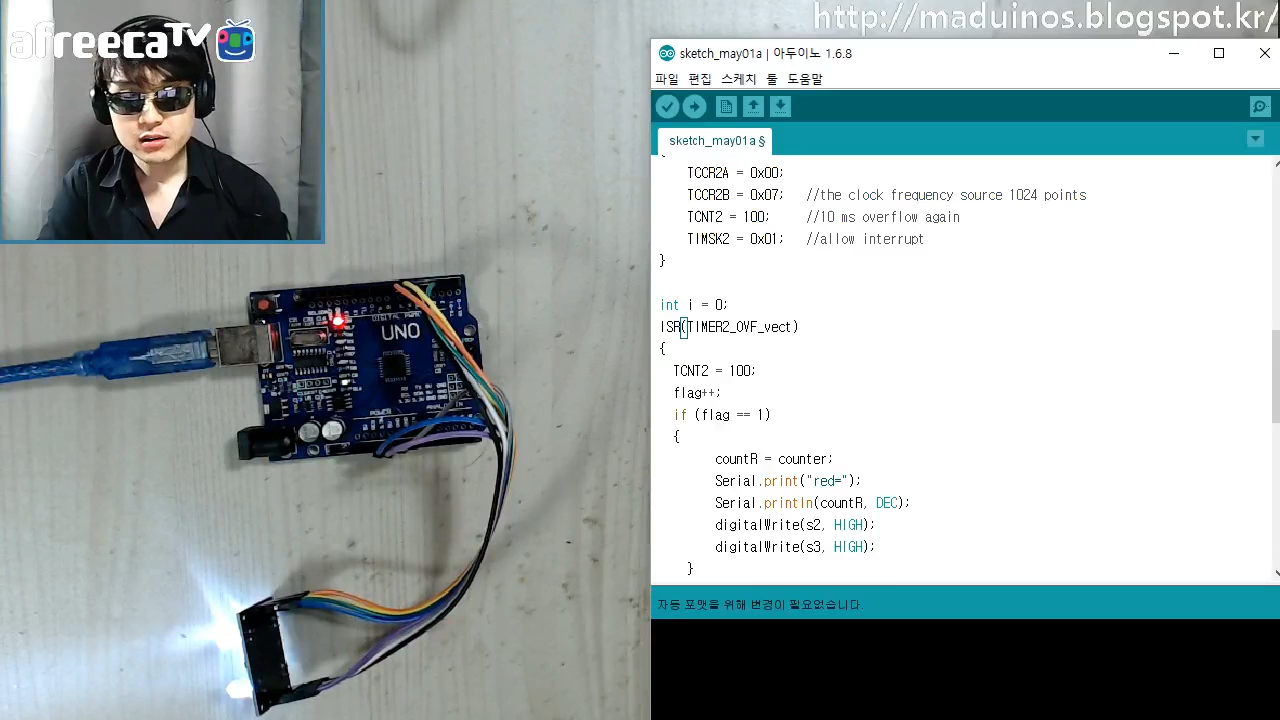 http://maduinos.blogspot.kr/
afreecaTV
sketch_may01a | 아두이노 1.6.8
파일 편집 스케치 툴 도움말
sketch_may01a §
TCCR2A = 0x00;
TCCR2B = 0x07; //the clock frequency source 1024 points
TCNT2 = 100; //10 ms overflow again
TIMSK2 = 0x01; //allow interrupt
}
int i = 0;
ISR(TIMER2_OVF_vect)
{
TCNT2 = 100;
flag++;
if (flag == 1)
{
countR = counter;
Serial.print("red=");
Serial.println(countR, DEC);
digitalWrite(s2, HIGH);
digitalWrite(s3, HIGH);
}
자동 포맷을 위해 변경이 필요없습니다.
UNO
POWER